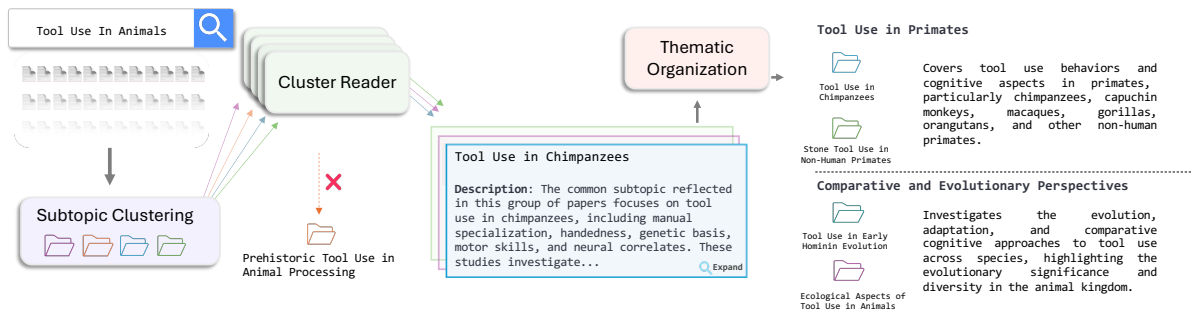 Tool Use In Animals
Subtopic Clustering
Cluster Reader
Prehistoric Tool Use in
Animal Processing
Tool Use in Chimpanzees
Description: The common subtopic reflected
in this group of papers focuses on tool
use in chimpanzees, including manual
specialization, handedness, genetic basis,
motor skills, and neural correlates. These
studies investigate...
Expand
Thematic
Organization
Tool Use in Primates
Tool Use in
Chimpanzees
Stone Tool Use in
Non-Human Primates
Covers tool use behaviors and
cognitive aspects in primates,
particularly chimpanzees, capuchin
monkeys, macaques, gorillas,
orangutans, and other non-human
primates.
Comparative and Evolutionary Perspectives
Tool Use in Early
Hominin Evolution
Ecological Aspects of
Tool Use in Animals
Investigates the evolution,
adaptation, and comparative
cognitive approaches to tool use
across species, highlighting the
evolutionary significance and
diversity in the animal kingdom.